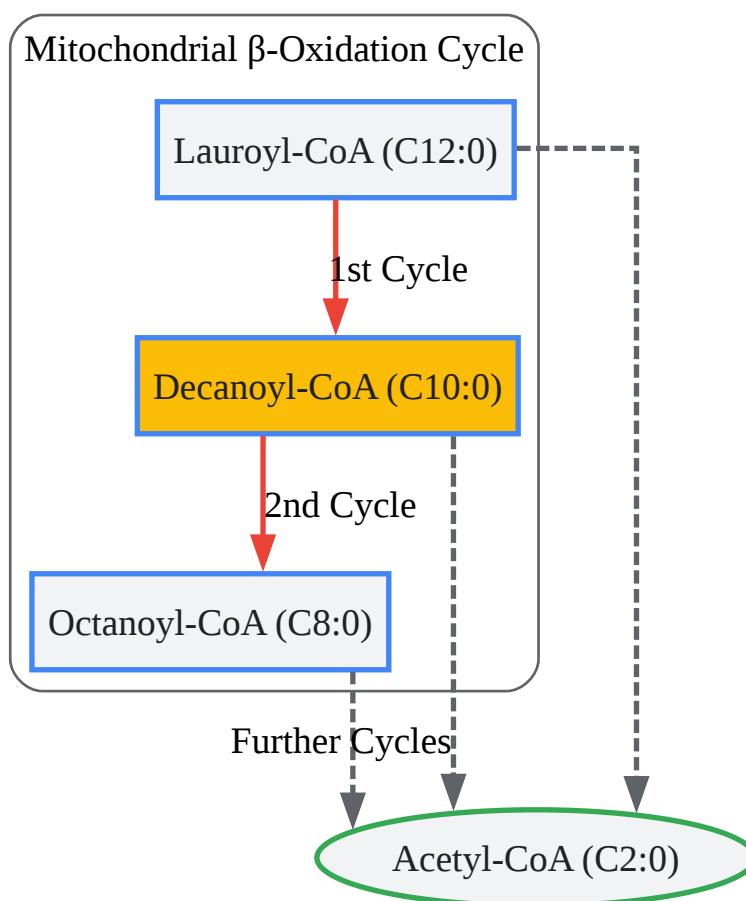 Mitochondrial β-Oxidation Cycle
Lauroyl-CoA (C12:0)
1st Cycle
Decanoyl-CoA (C10:0)
2nd Cycle
Octanoyl-CoA (C8:0)
Further Cycles
Acetyl-CoA (C2:0)